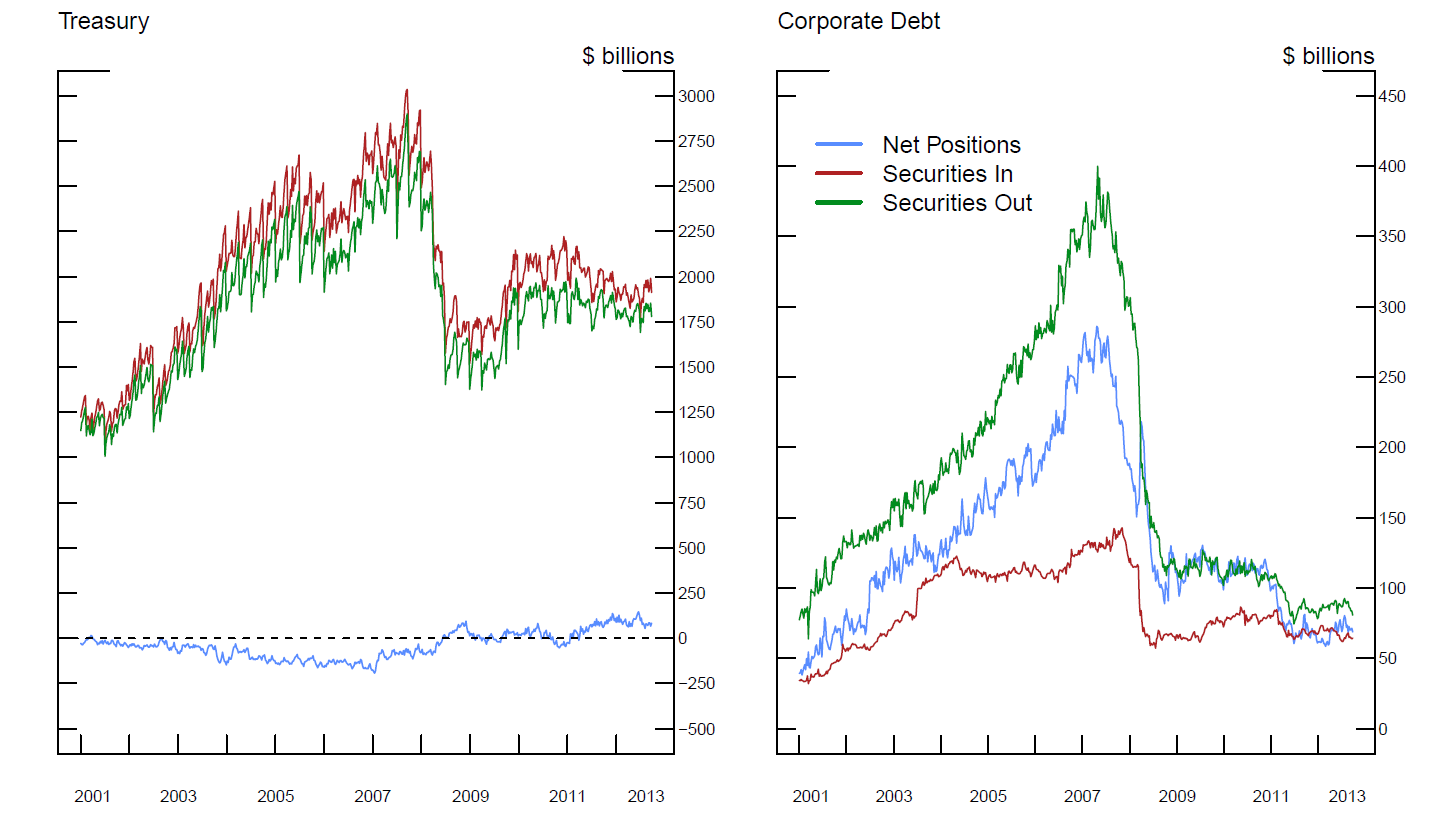 Treasury
$ billions
3000
2750
2500
2250
2000
1750
1500
1250
1000
750
500
250
0
−250
−500
2001 2003 2005 2007 2009 2011 2013
Corporate Debt
$ billions
Net Positions
Securities In
Securities Out
450
400
350
300
250
200
150
100
50
0
2001 2003 2005 2007 2009 2011 2013